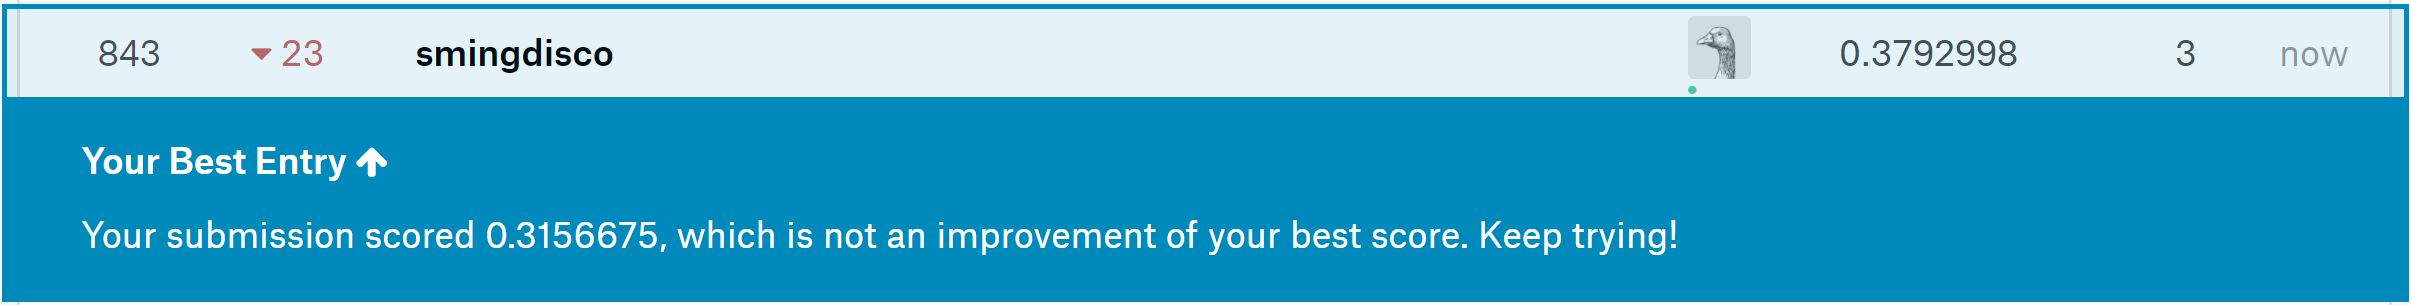 843 23 smingdisco 0.3792998 3 now
Your Best Entry
Your submission scored 0.3156675, which is not an improvement of your best score. Keep trying!